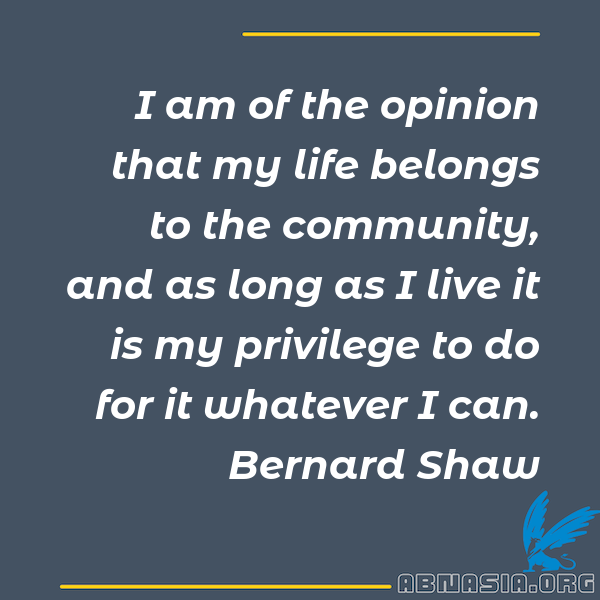 I am of the opinion
that my life belongs
to the community,
and as long as I live it
is my privilege to do
for it whatever I can.
Bernard Shaw
ABNASIA.ORG